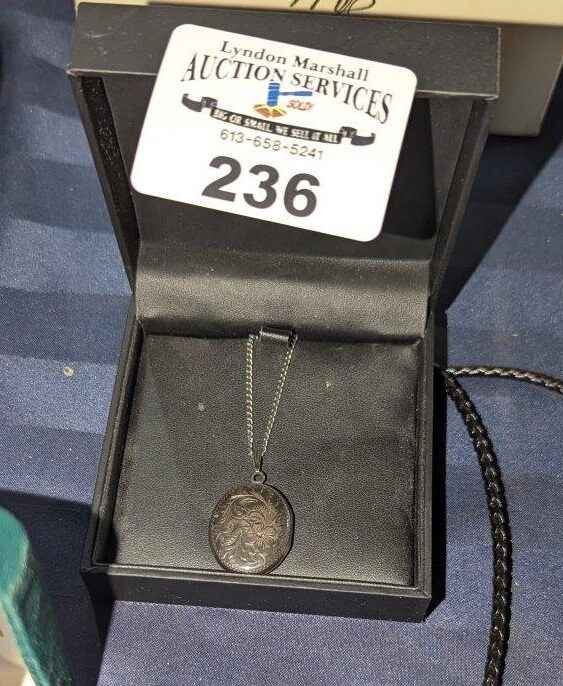 Lyndon Marshall
AUCTION SERVICES
SOLD!
BIG OR SMALL, WE SELL IT ALL
613-658-5241
236